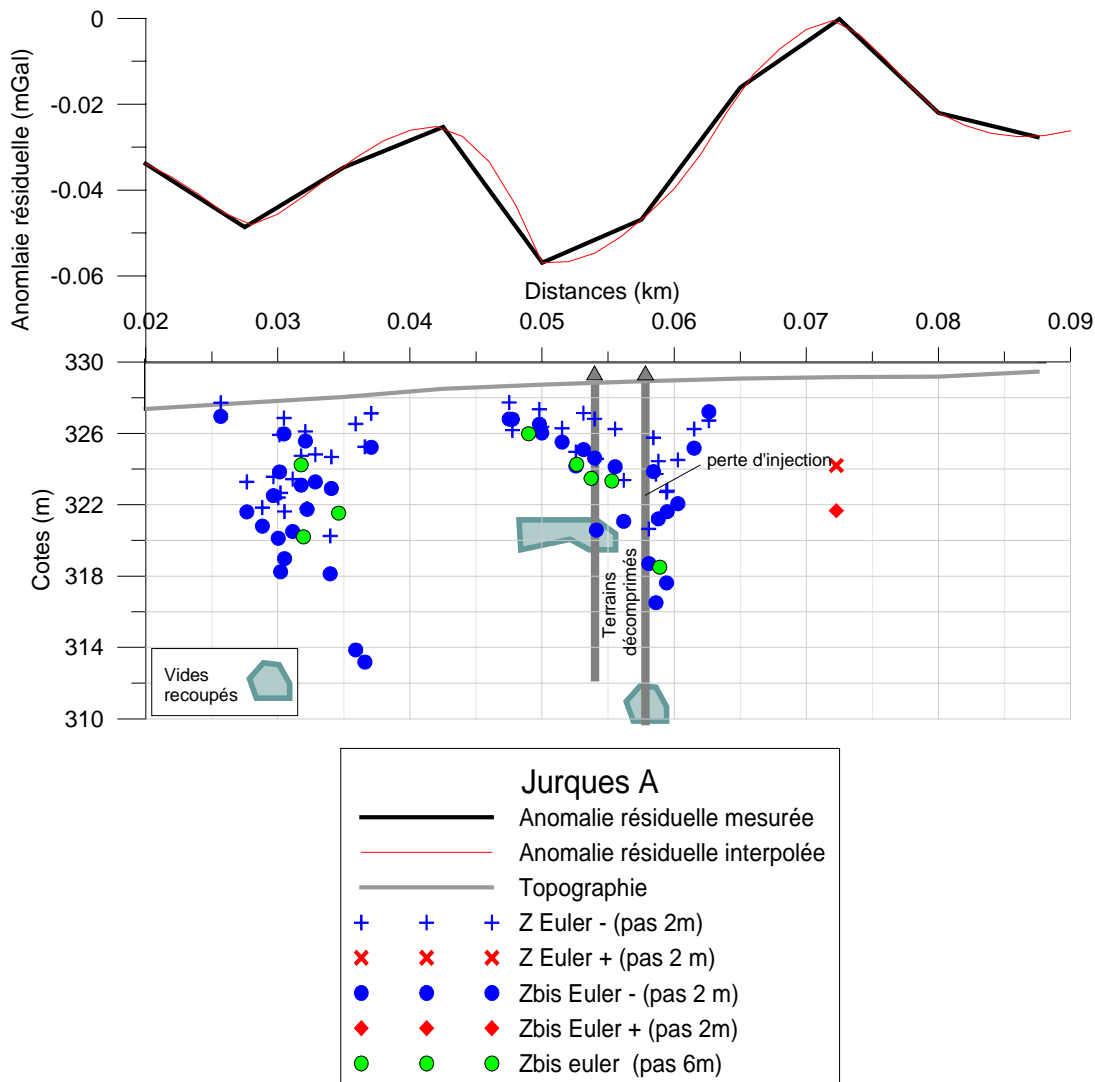 Anomlaie résiduelle (mGal)
0
-0.02
-0.04
-0.06
Distances (km)
0.02 0.03 0.04 0.05 0.06 0.07 0.08 0.09
Cotes (m)
330
326
322
318
314
310
perte d'injection
Terrains
décomprimés
Vides
recoupés
Jurques A
Anomalie résiduelle mesurée
Anomalie résiduelle interpolée
Topographie
Z Euler - (pas 2m)
Z Euler + (pas 2 m)
Zbis Euler - (pas 2 m)
Zbis Euler + (pas 2m)
Zbis euler (pas 6m)